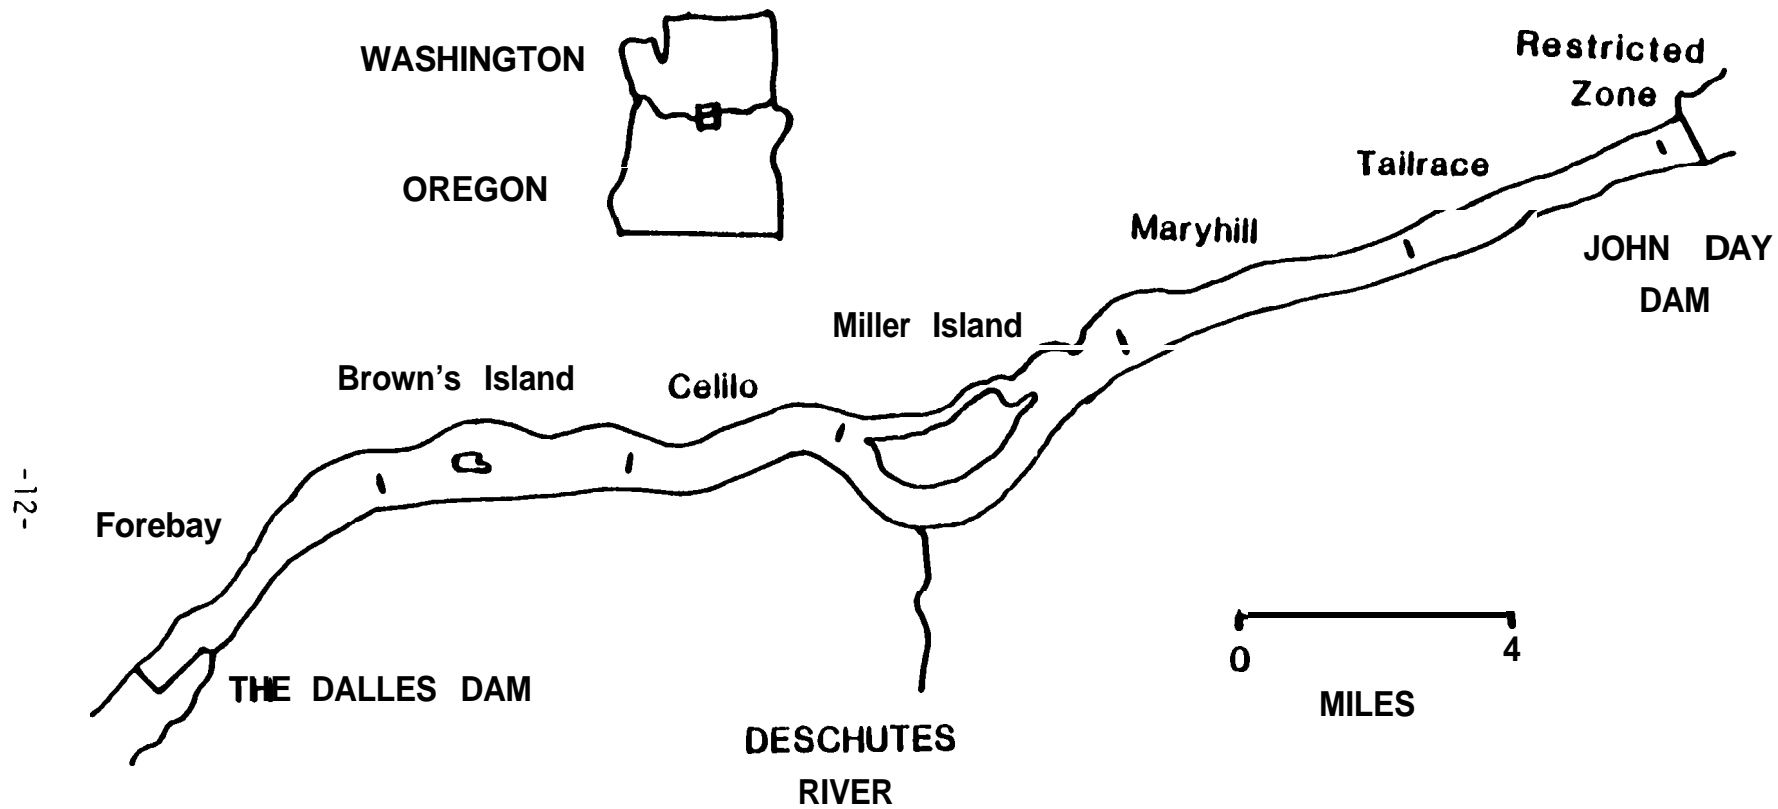 WASHINGTON
OREGON
Restricted
Zone
Tailrace
Maryhill
JOHN DAY
DAM
Miller Island
Brown's Island
Celilo
Forebay
THE DALLES DAM
DESCHUTES
RIVER
0 4
MILES
-12-